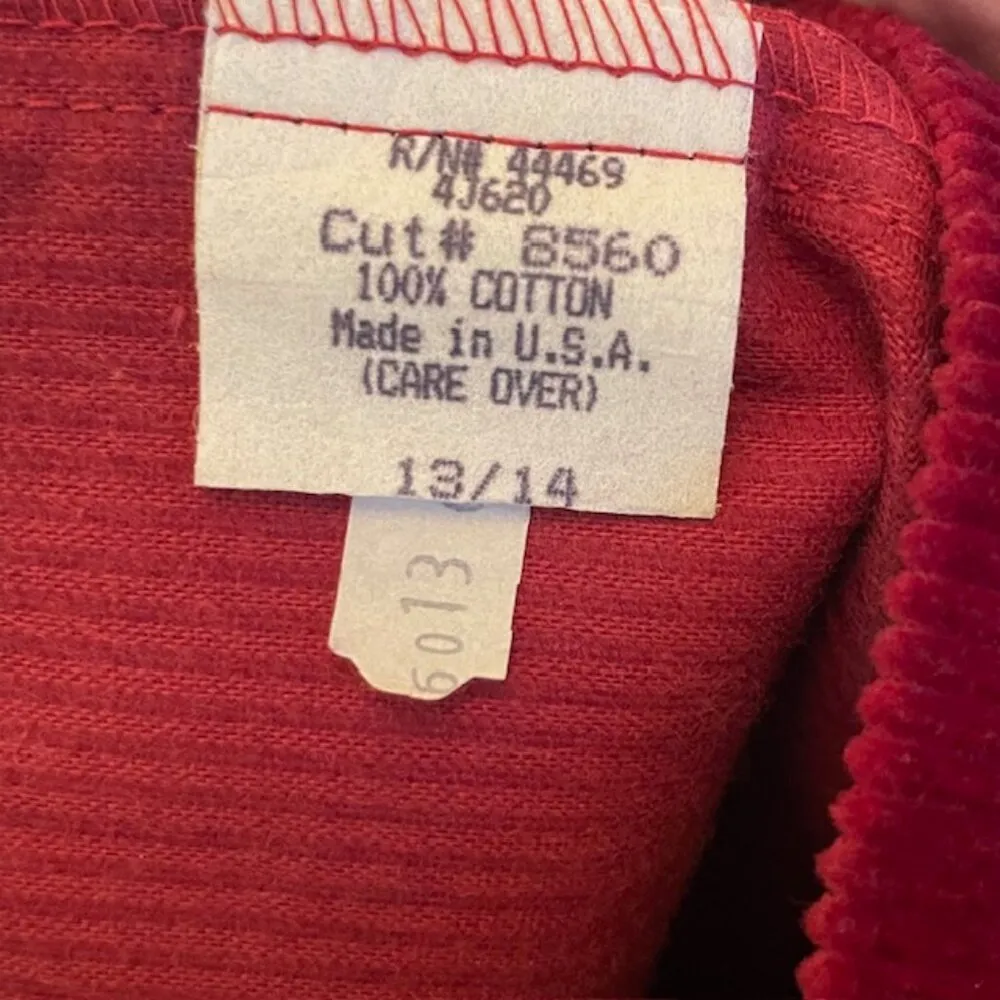 R/N# 44469
4J620
Cut# 8560
100% COTTON
Made in U.S.A.
(CARE OVER)
13/14
6013